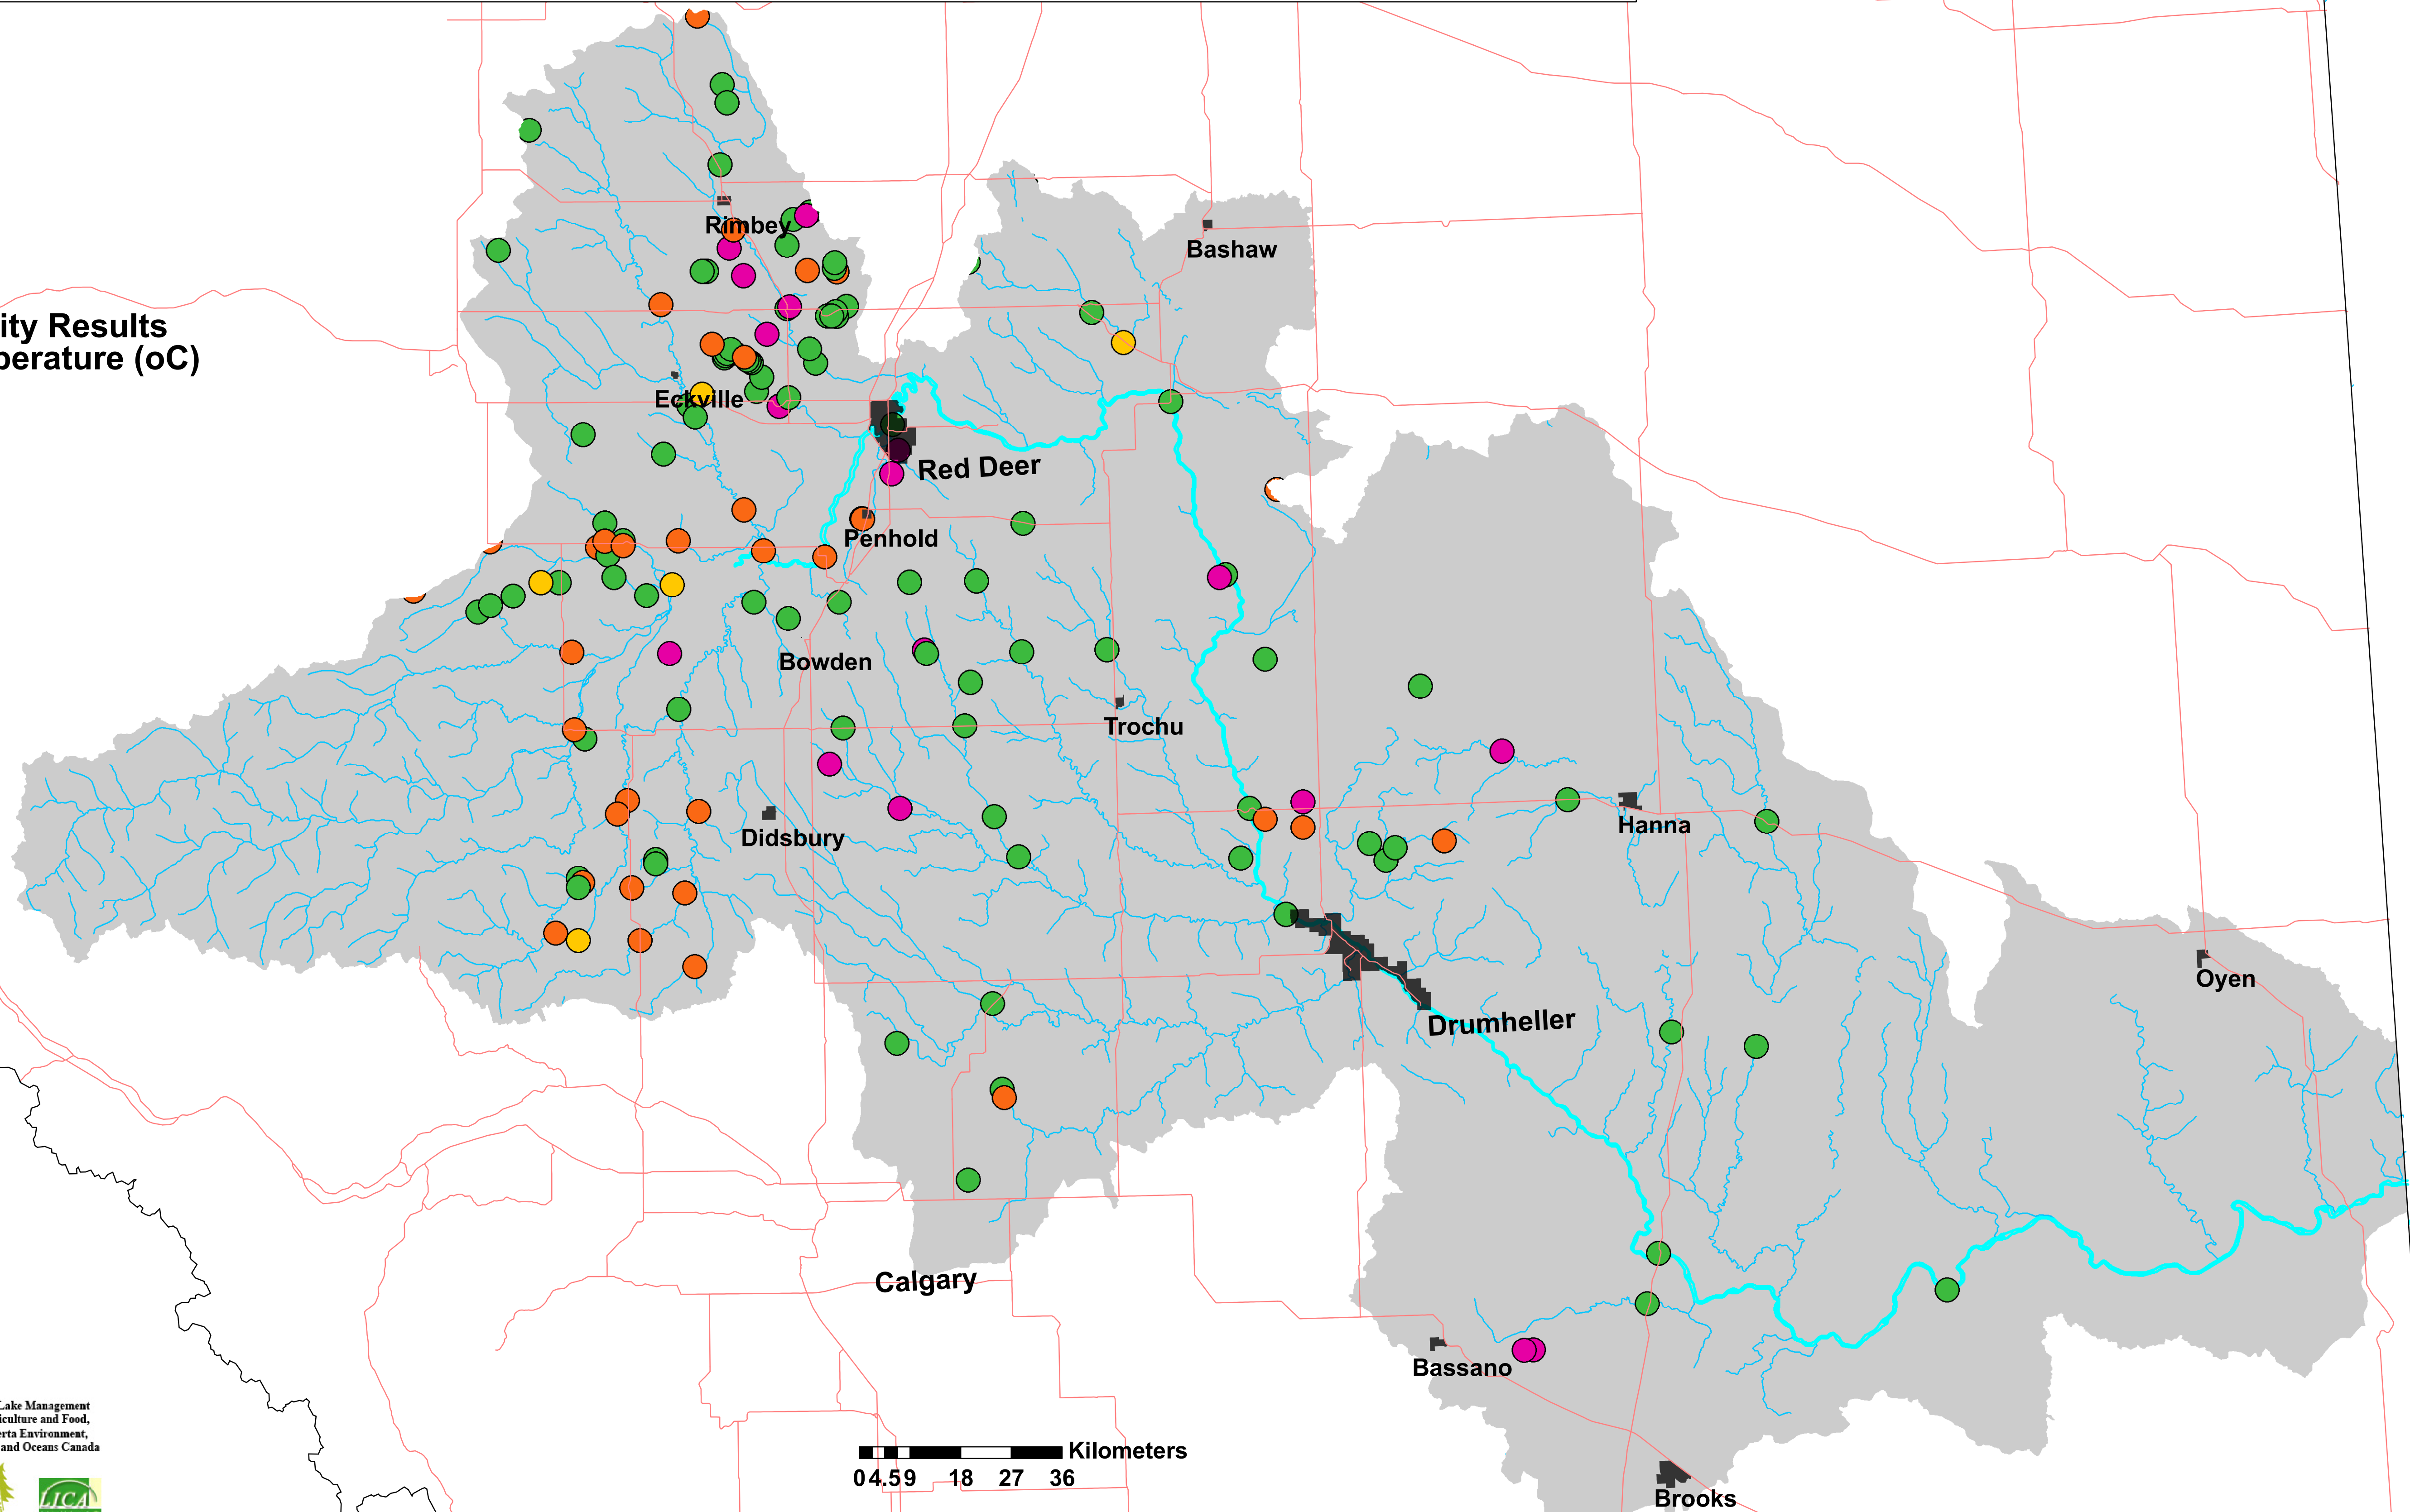 Rimbey
Bashaw
ity Results
perature (oC)
Eckville
Red Deer
Penhold
Bowden
Trochu
Didsbury
Hanna
Oyen
Drumheller
Calgary
Bassano
Lake Management
iculture and Food,
erta Environment,
and Oceans Canada
Kilometers
0 4.5 9 18 27 36
LICA
Brooks